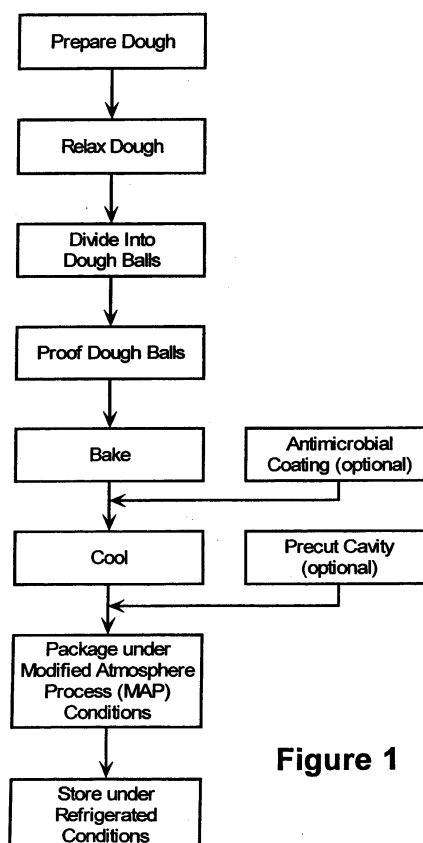 Prepare Dough
Relax Dough
Divide Into
Dough Balls
Proof Dough Balls
Bake
Antimicrobial
Coating (optional)
Cool
Precut Cavity
(optional)
Package under
Modified Atmosphere
Process (MAP)
Conditions
Figure 1
Store under
Refrigerated
Conditions